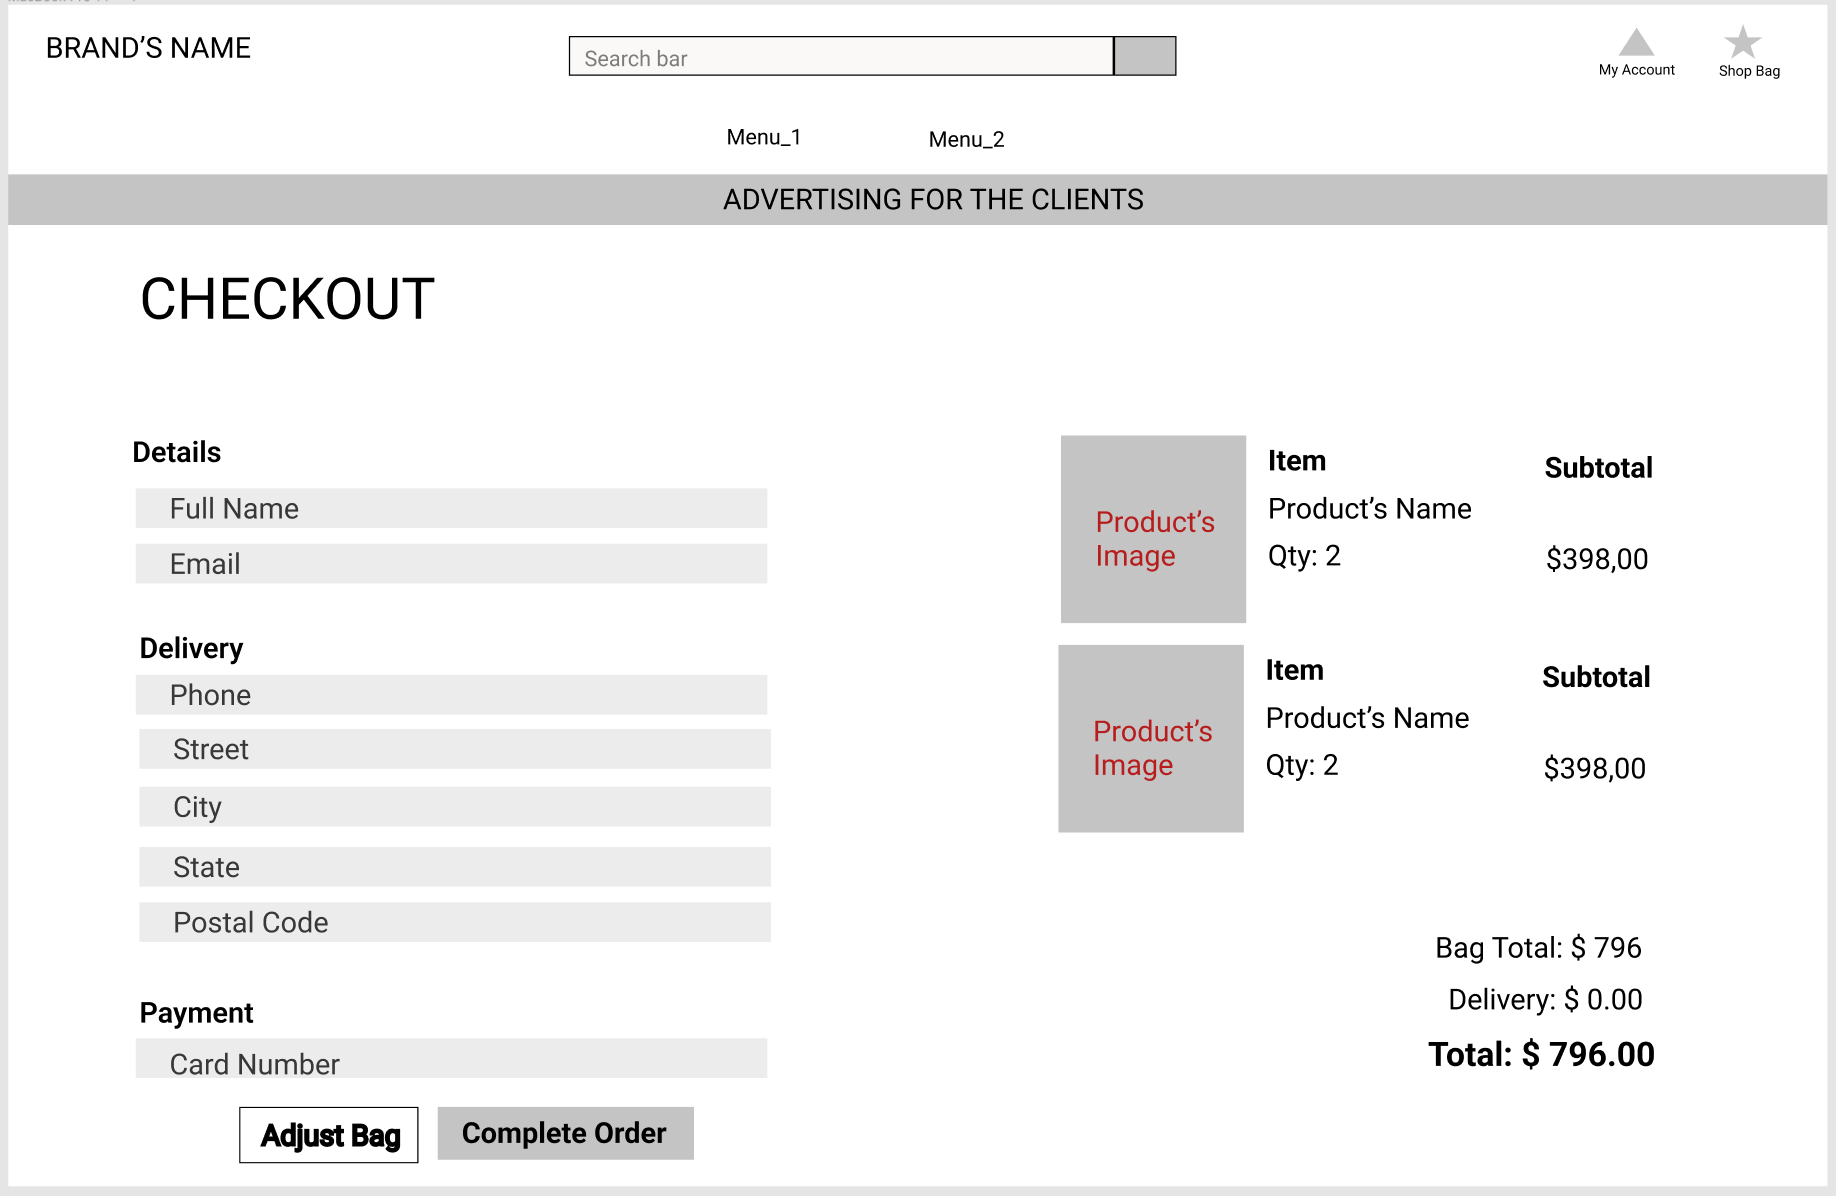 BRAND’S NAME
Search bar
My Account
Shop Bag
Menu_1
Menu_2
ADVERTISING FOR THE CLIENTS
CHECKOUT
Details
Full Name
Email
Delivery
Phone
Street
City
State
Postal Code
Payment
Card Number
Adjust Bag
Complete Order
Product’s
Image
Item
Product’s Name
Qty: 2
Subtotal
$398,00
Product’s
Image
Item
Product’s Name
Qty: 2
Subtotal
$398,00
Bag Total: $ 796
Delivery: $ 0.00
Total: $ 796.00